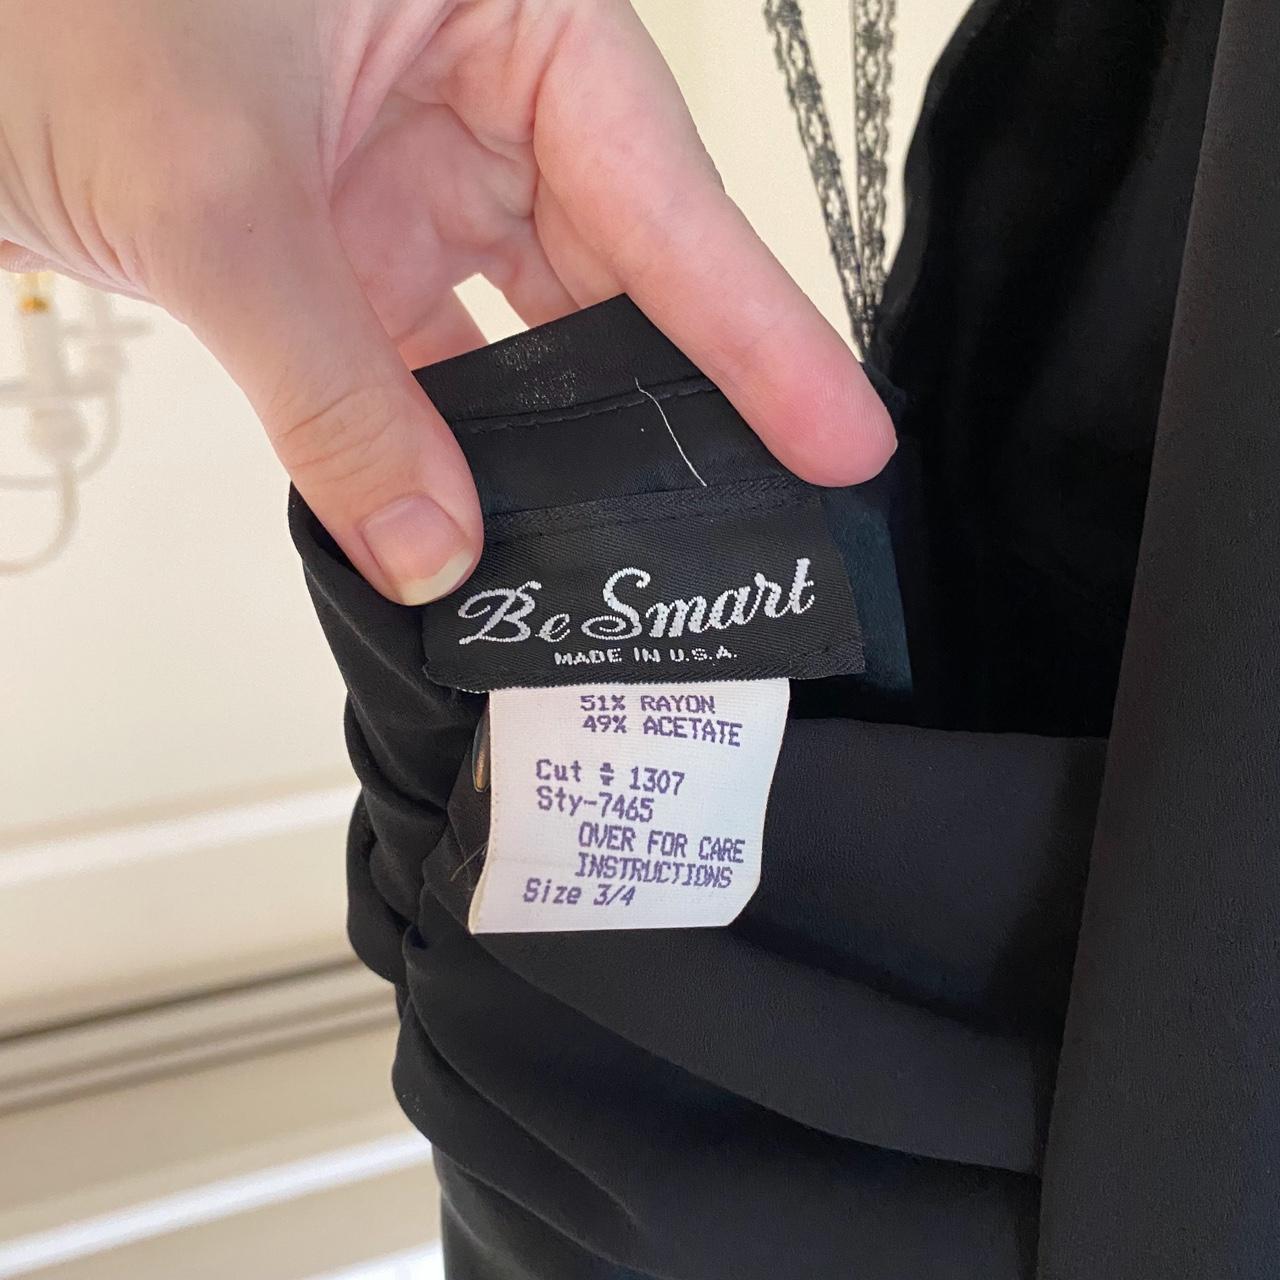 Be Smart
MADE IN U.S.A.
51% RAYON
49% ACETATE
Cut # 1307
Sty-7465
OVER FOR CARE
INSTRUCTIONS
Size 3/4